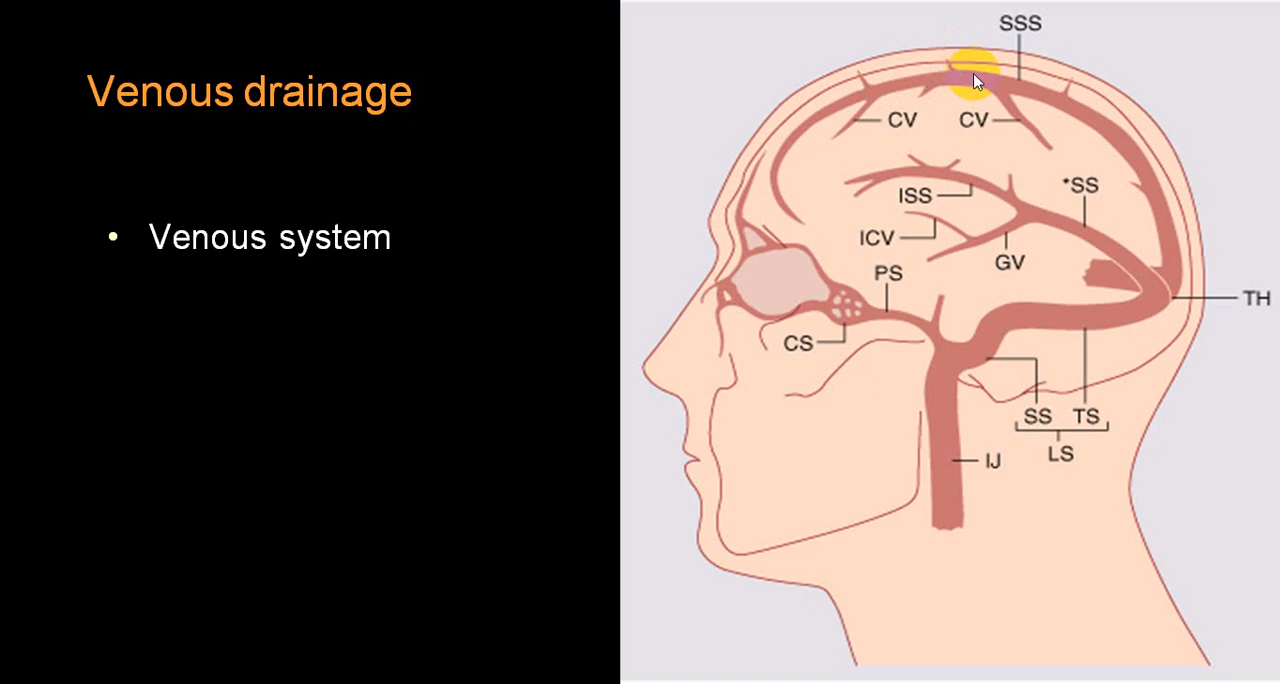 Venous drainage
• Venous system
SSS
CV
CV
ISS
*SS
ICV
GV
PS
TH
CS
SS TS
LS
IJ